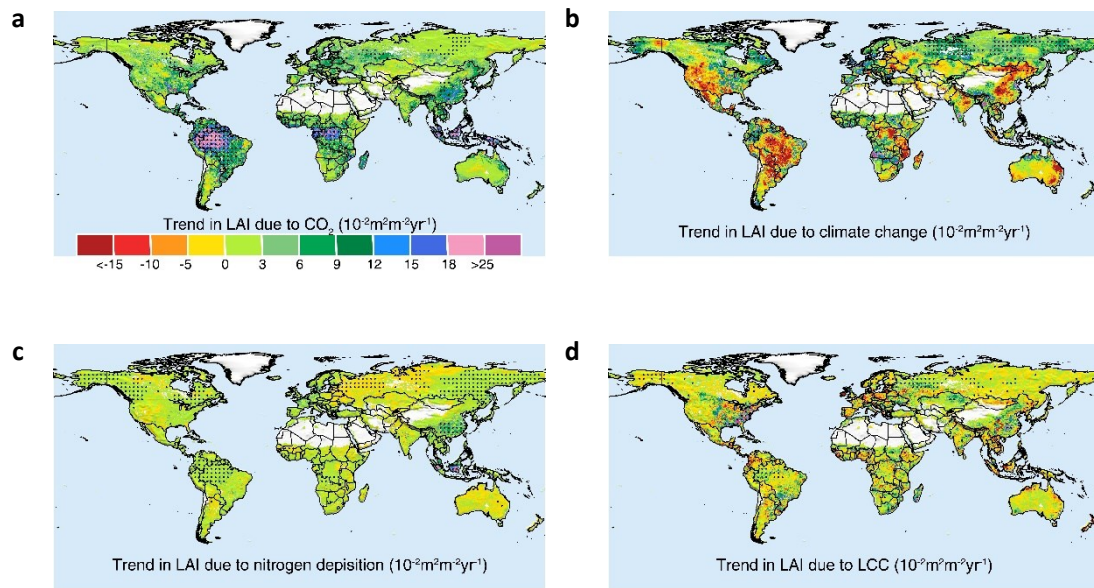 a
b
Trend in LAI due to CO₂ (10⁻²m²m⁻²yr⁻¹)
<-15 -10 -5 0 3 6 9 12 15 18 >25
Trend in LAI due to climate change (10⁻²m²m⁻²yr⁻¹)
c
d
Trend in LAI due to nitrogen depisition (10⁻²m²m⁻²yr⁻¹)
Trend in LAI due to LCC (10⁻²m²m⁻²yr⁻¹)